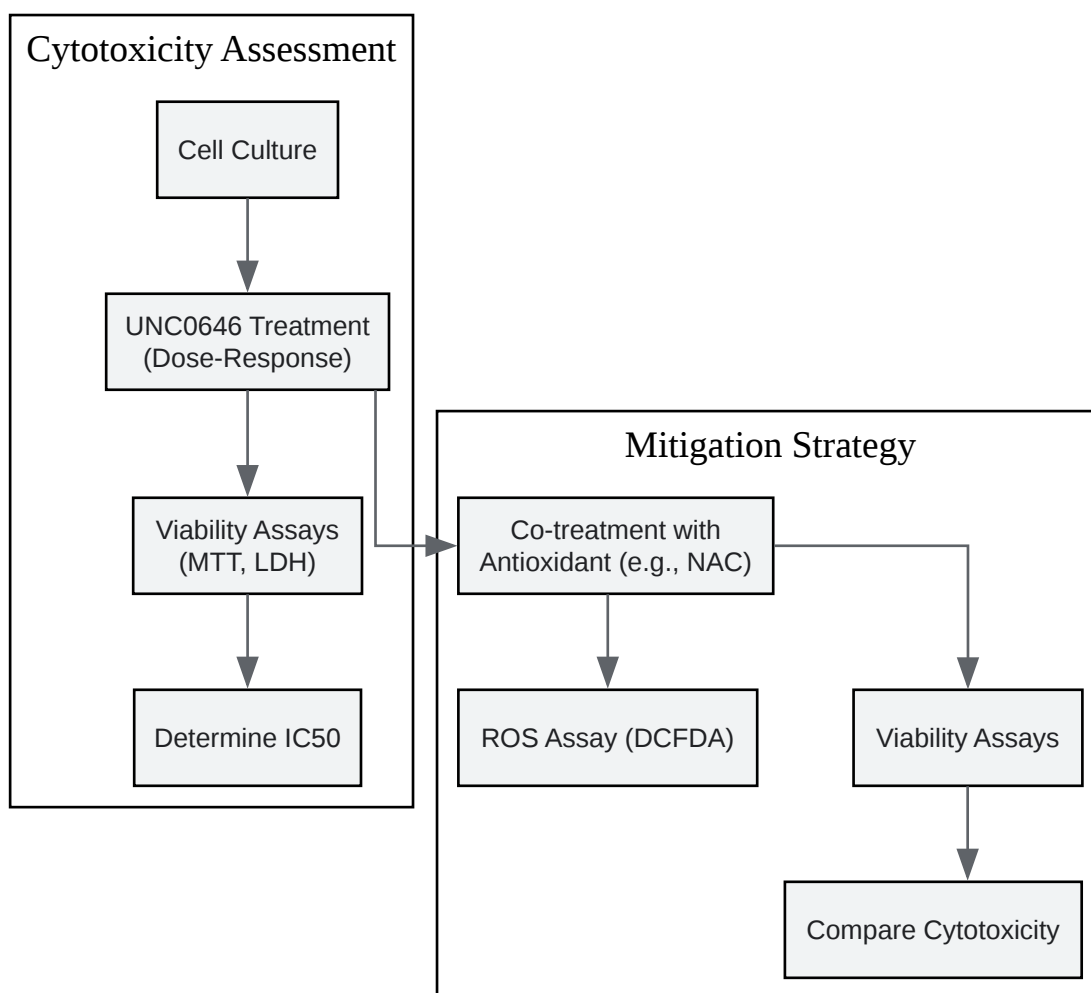 Cytotoxicity Assessment
Cell Culture
UNC0646 Treatment
(Dose-Response)
Viability Assays
(MTT, LDH)
Determine IC50
Mitigation Strategy
Co-treatment with
Antioxidant (e.g., NAC)
ROS Assay (DCFDA)
Viability Assays
Compare Cytotoxicity